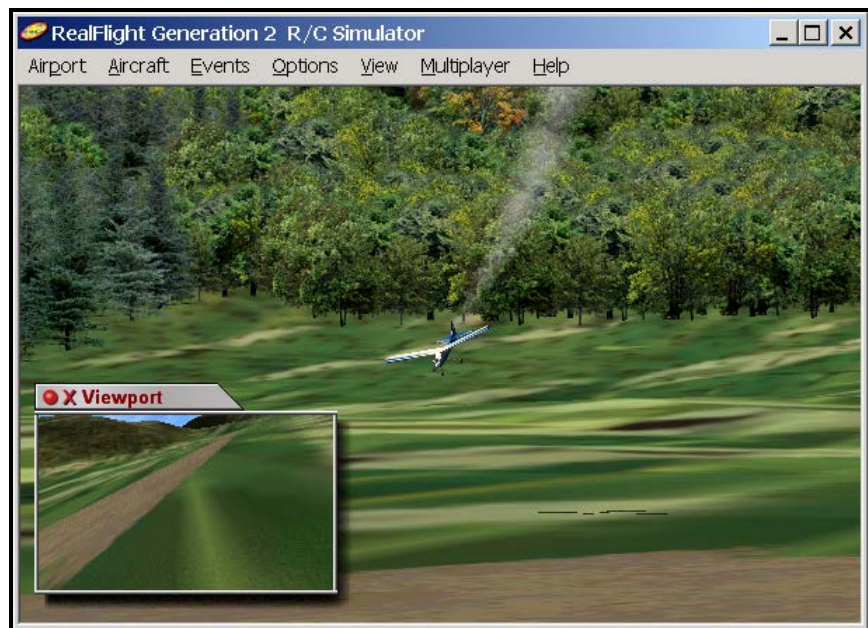 RealFlight Generation 2 R/C Simulator
Airport Aircraft Events Options View Multiplayer Help
X Viewport